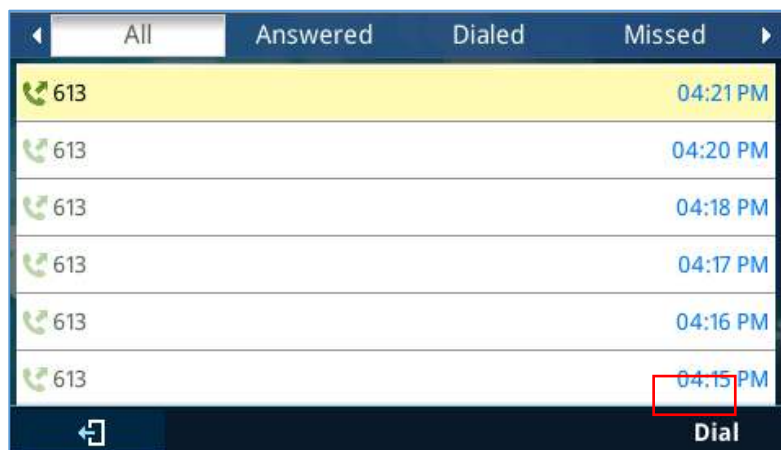 All Answered Dialed Missed
613 04:21 PM
613 04:20 PM
613 04:18 PM
613 04:17 PM
613 04:16 PM
613 04:15 PM
Dial